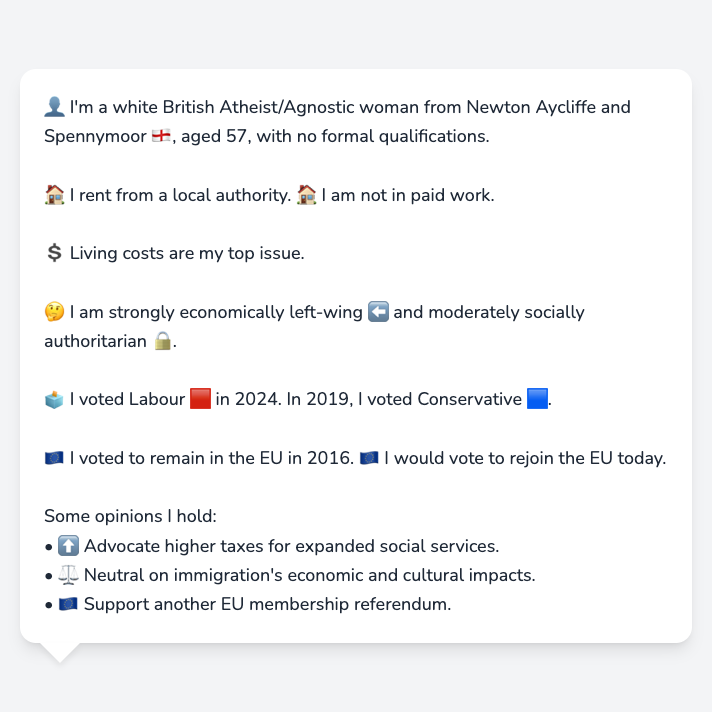 👤 I'm a white British Atheist/Agnostic woman from Newton Aycliffe and
Spennymoor 🏴󠁧󠁢󠁥󠁮󠁧󠁿, aged 57, with no formal qualifications.
🏠 I rent from a local authority. 🏠 I am not in paid work.
💲 Living costs are my top issue.
🤔 I am strongly economically left-wing ⬅️ and moderately socially
authoritarian 🔒.
🗳️ I voted Labour 🟥 in 2024. In 2019, I voted Conservative 🟦.
🇪🇺 I voted to remain in the EU in 2016. 🇪🇺 I would vote to rejoin the EU today.
Some opinions I hold:
• ⬆️ Advocate higher taxes for expanded social services.
• ⚖️ Neutral on immigration's economic and cultural impacts.
• 🇪🇺 Support another EU membership referendum.